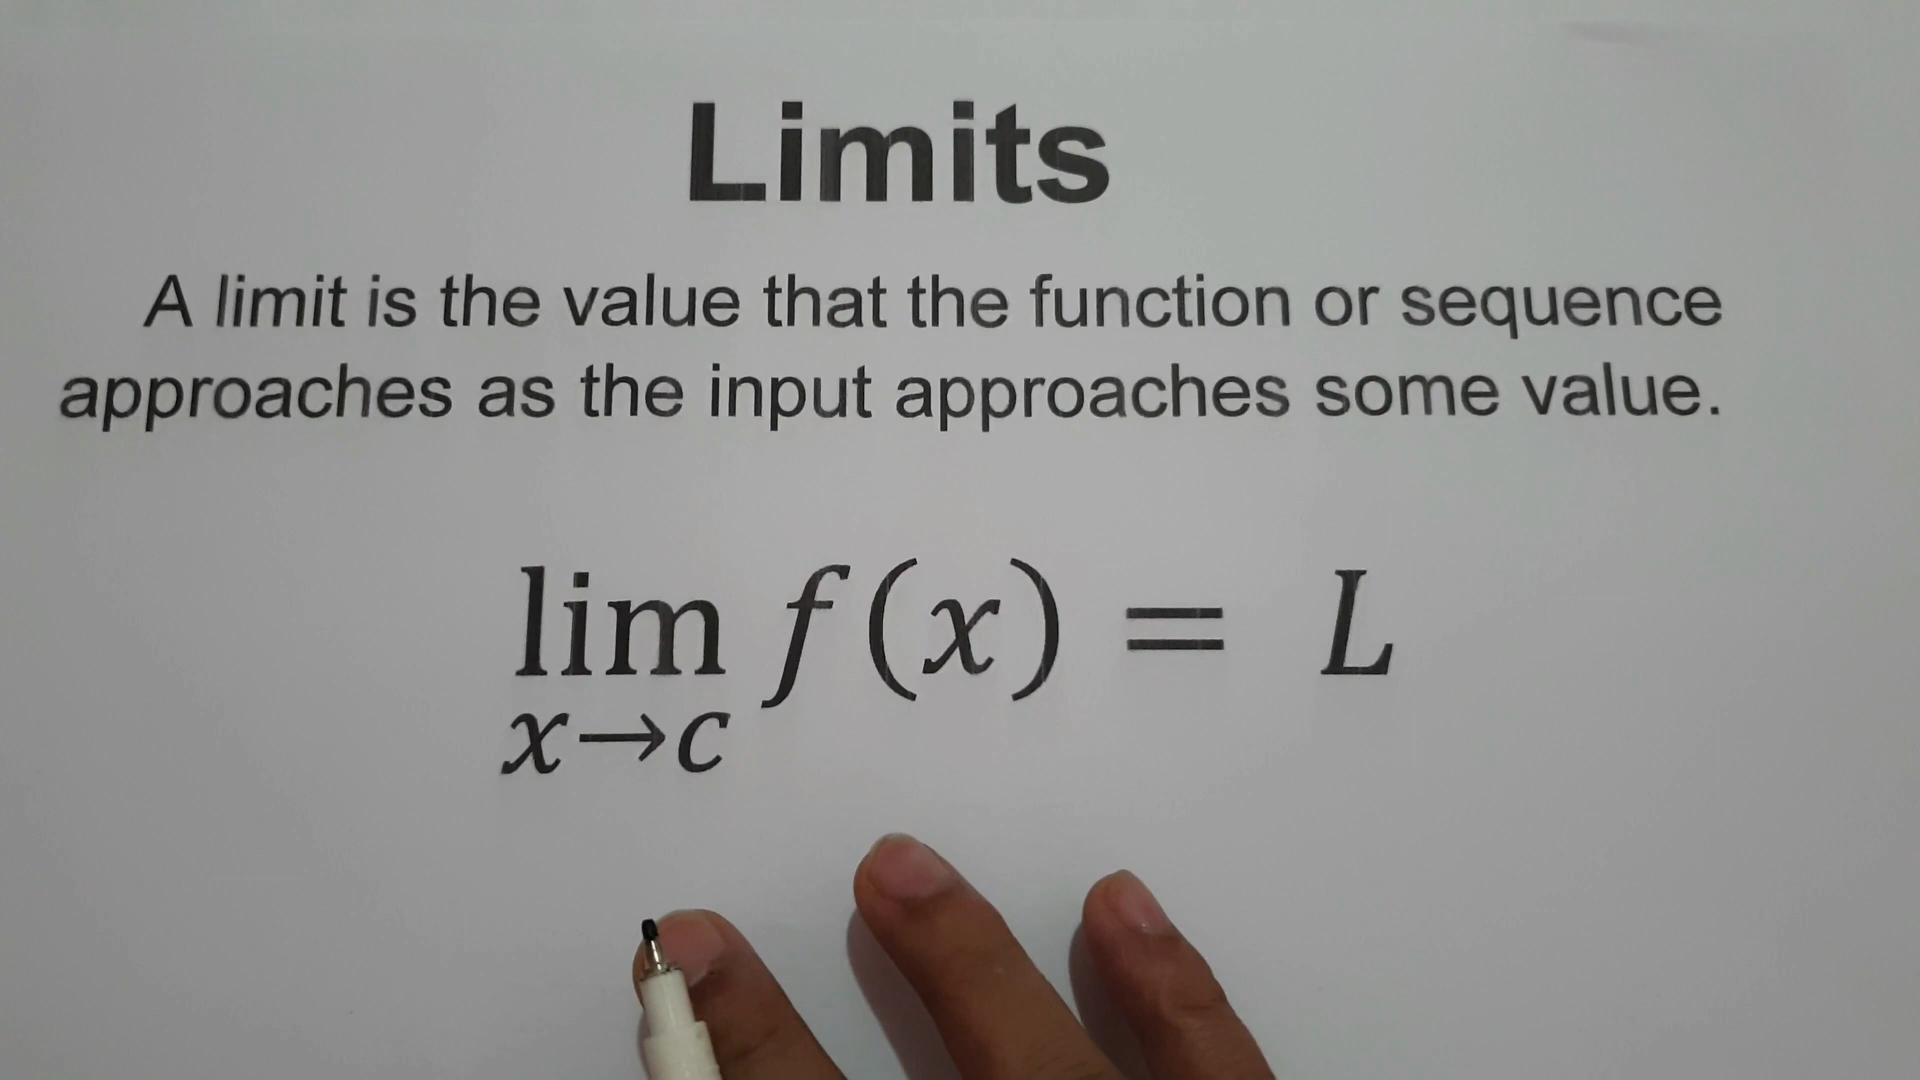 Limits
A limit is the value that the function or sequence
approaches as the input approaches some value.
lim f(x) = L
x→c